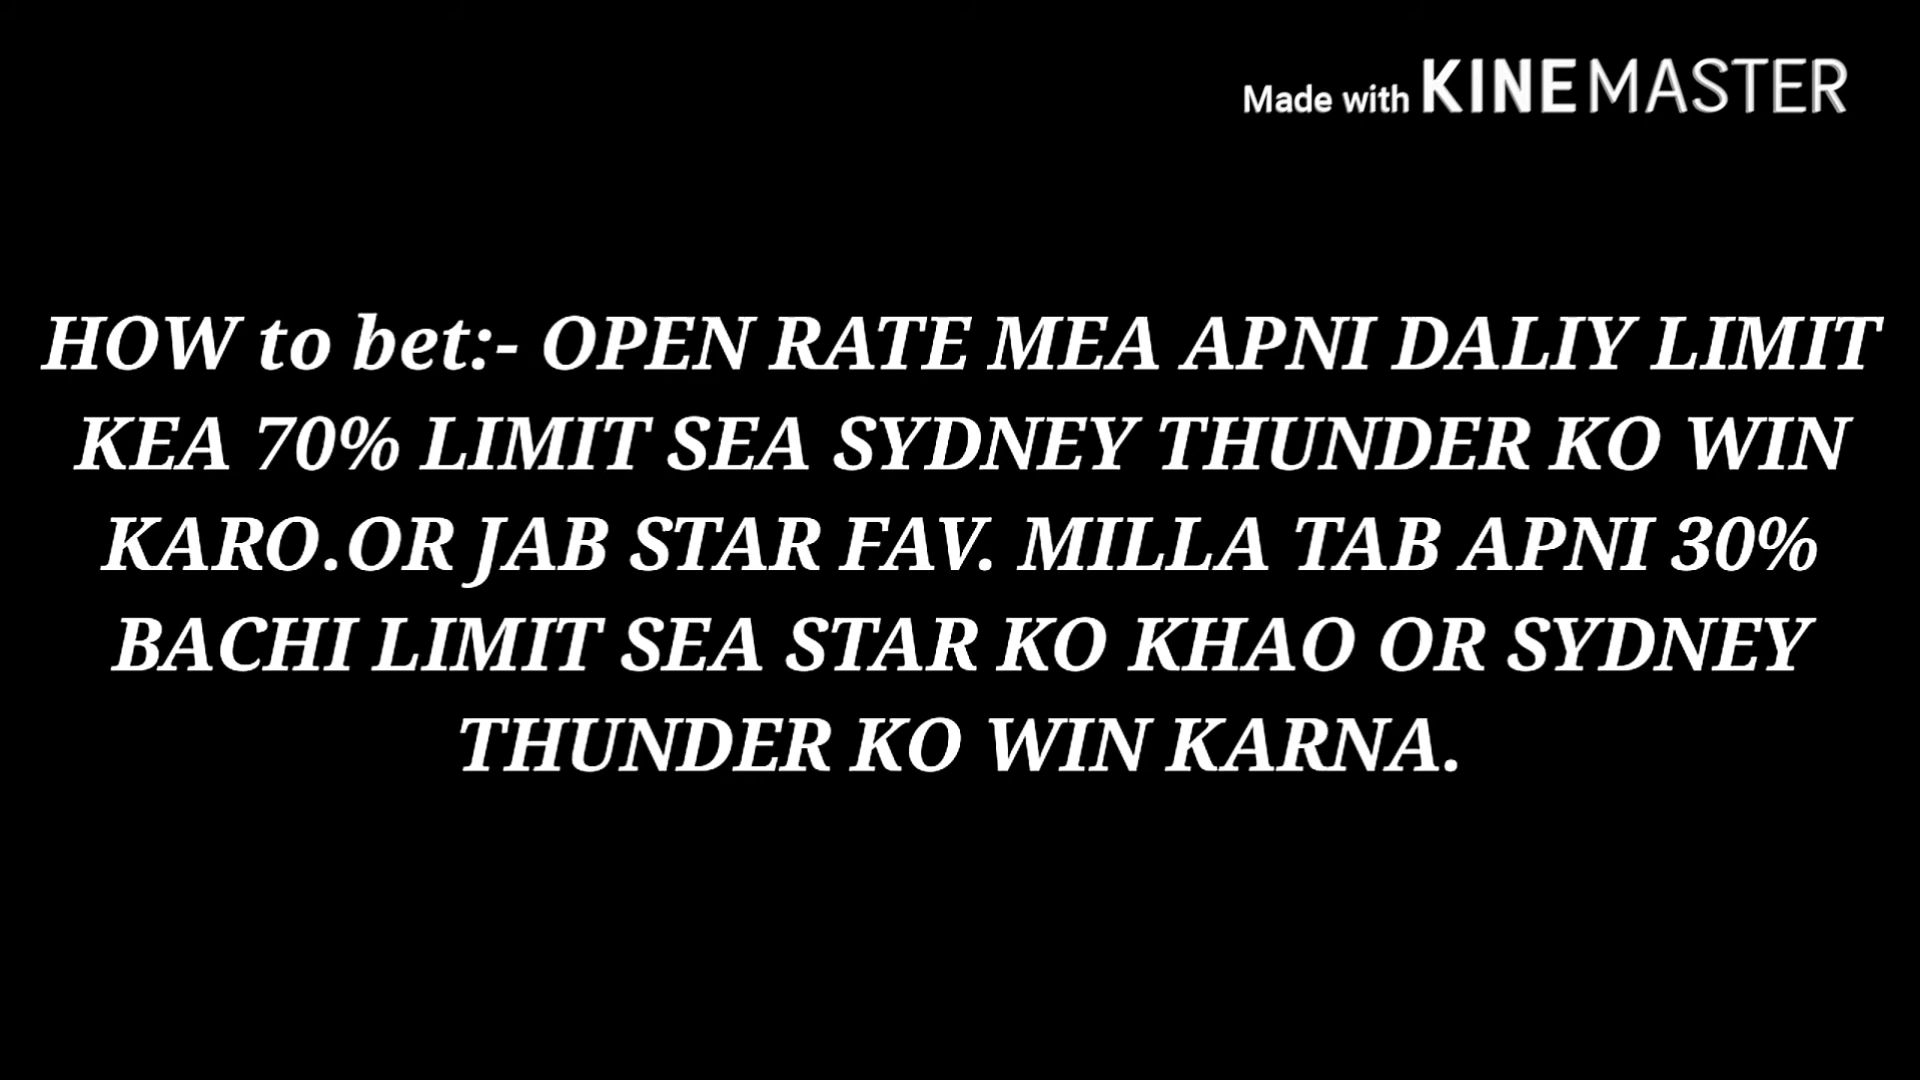 Made with KINEMASTER
HOW to bet:- OPEN RATE MEA APNI DALIY LIMIT
KEA 70% LIMIT SEA SYDNEY THUNDER KO WIN
KARO.OR JAB STAR FAV. MILLA TAB APNI 30%
BACHI LIMIT SEA STAR KO KHAO OR SYDNEY
THUNDER KO WIN KARNA.